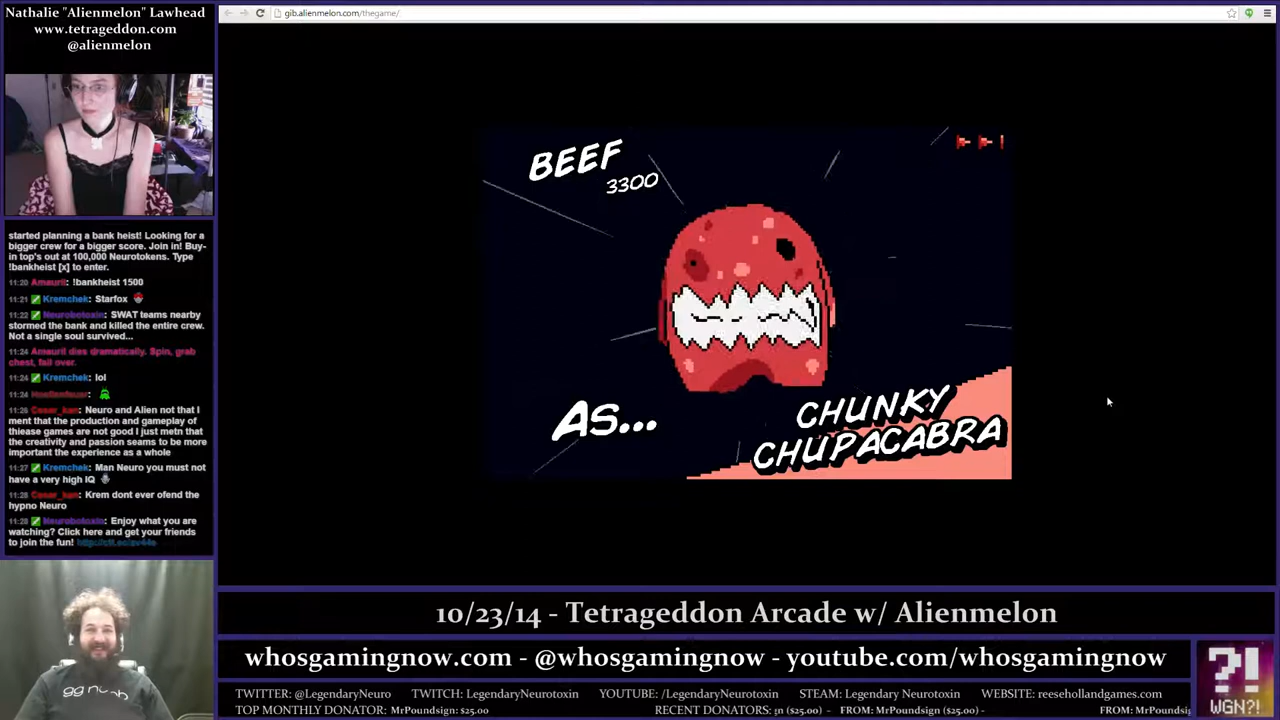 Nathalie "Alienmelon" Lawhead
www.tetrageddon.com
@alienmelon
gib.alienmelon.com/thegame/
started planning a bank heist! Looking for a
bigger crew for a bigger score. Join in! Buy-
in top's out at 100,000 Neurotokens. Type
!bankheist [x] to enter.
11:20 Amauril: !bankheist 1500
11:21 Kremchek: Starfox
11:22 Neurobotoxin: SWAT teams nearby
stormed the bank and killed the entire crew.
Not a single soul survived...
11:24 Amauril dies dramatically. Spin, grab
chest, fall over.
11:24 Kremchek: lol
11:24
11:26 Neuro and Alien not that I
ment that the production and gameplay of
thiease games are not good I just metn that
the creativity and passion seams to be more
important the experience as a whole
11:27 Kremchek: Man Neuro you must not
have a very high IQ
11:28 Krem dont ever ofend the
hypno Neuro
11:28 Neurobotoxin: Enjoy what you are
watching? Click here and get your friends
to join the fun!
BEEF
3300
AS...
CHUNKY
CHUPACABRA
gg
10/23/14 - Tetrageddon Arcade w/ Alienmelon
whosgamingnow.com - @whosgamingnow - youtube.com/whosgamingnow
?!
WGN?!
TWITTER: @LegendaryNeuro TWITCH: LegendaryNeurotoxin YOUTUBE: /LegendaryNeurotoxin STEAM: Legendary Neurotoxin WEBSITE: reesehollandgames.com
TOP MONTHLY DONATOR: MrPoundsign: $25.00 RECENT DONATORS: ($25.00) - FROM: MrPoundsign ($25.00) - FROM: MrPoundsign